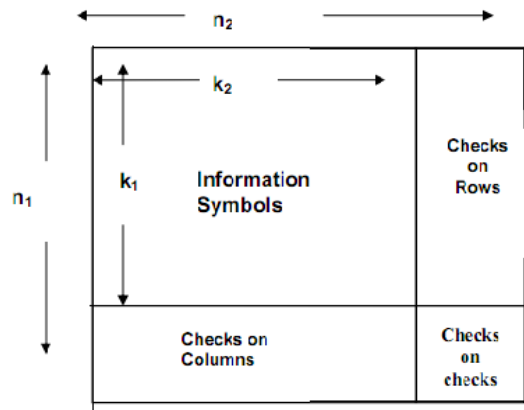 n₂
k₂
n₁
k₁
Information
Symbols
Checks
on
Rows
Checks on
Columns
Checks
on
checks